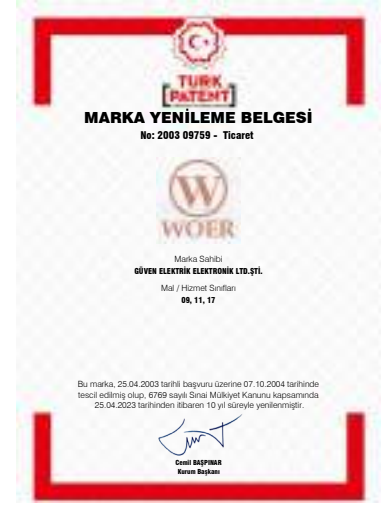 TÜRK
PATENT
MARKA YENİLEME BELGESİ
No: 2003 09759 - Ticaret
W
WOER
Marka Sahibi
GÜVEN ELEKTRİK ELEKTRONİK LTD.ŞTİ.
Mal / Hizmet Sınıfları
09, 11, 17
Bu marka, 25.04.2003 tarihli başvuru üzerine 07.10.2004 tarihinde
tescil edilmiş olup, 6769 sayılı Sınai Mülkiyet Kanunu kapsamında
25.04.2023 tarihinden itibaren 10 yıl süreyle yenilenmiştir.
Cemil BAŞPINAR
Kurum Başkanı